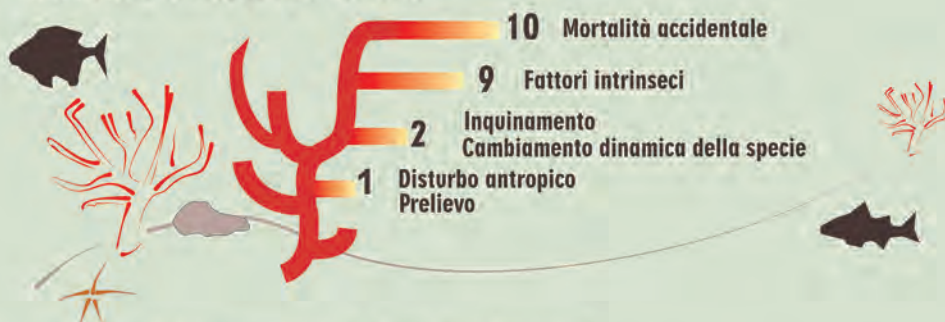 10 Mortalità accidentale
9 Fattori intrinseci
2 Inquinamento
Cambiamento dinamica della specie
1 Disturbo antropico
Prelievo